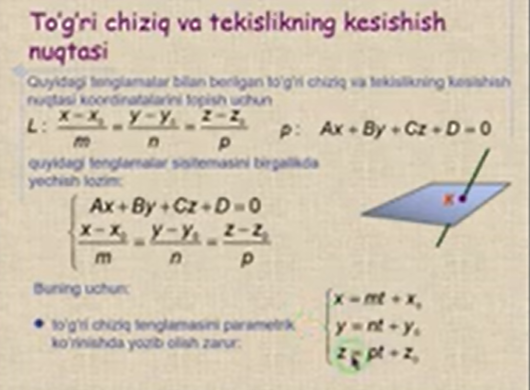 To'g'ri chiziq va tekislikning kesishish
nuqtasi
Quyidagi tenglamalar bilan berilgan to'g'ri chiziq va tekislikning kesishish
nuqtasi koordinatalarini topish uchun
L: (x − x₀)/m = (y − y₀)/n = (z − z₀)/p    p: Ax + By + Cz + D = 0
quyidagi tenglamalar sisitemasini birgalikda
yechish lozim:
Ax + By + Cz + D = 0
(x − x₀)/m = (y − y₀)/n = (z − z₀)/p
K
Buning uchun:
to'g'ri chiziq tenglamasini parametrik
ko'rinishda yozib olish zarur:
x = mt + x₀
y = nt + y₀
z = pt + z₀